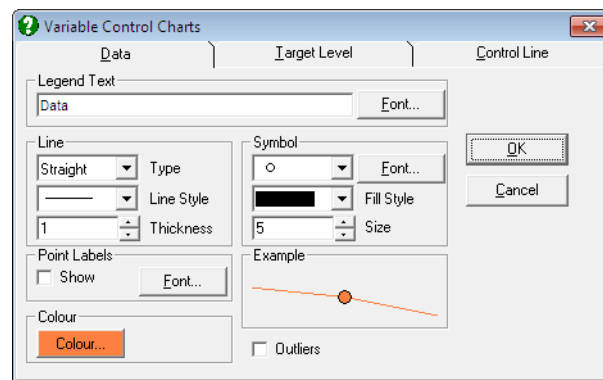 Variable Control Charts
Data Target Level Control Line
Legend Text
Data Font...
Line Symbol
Straight Type Font...
Line Style Fill Style
1 Thickness 5 Size
Point Labels Example
Show Font...
Colour
Colour... Outliers
OK
Cancel